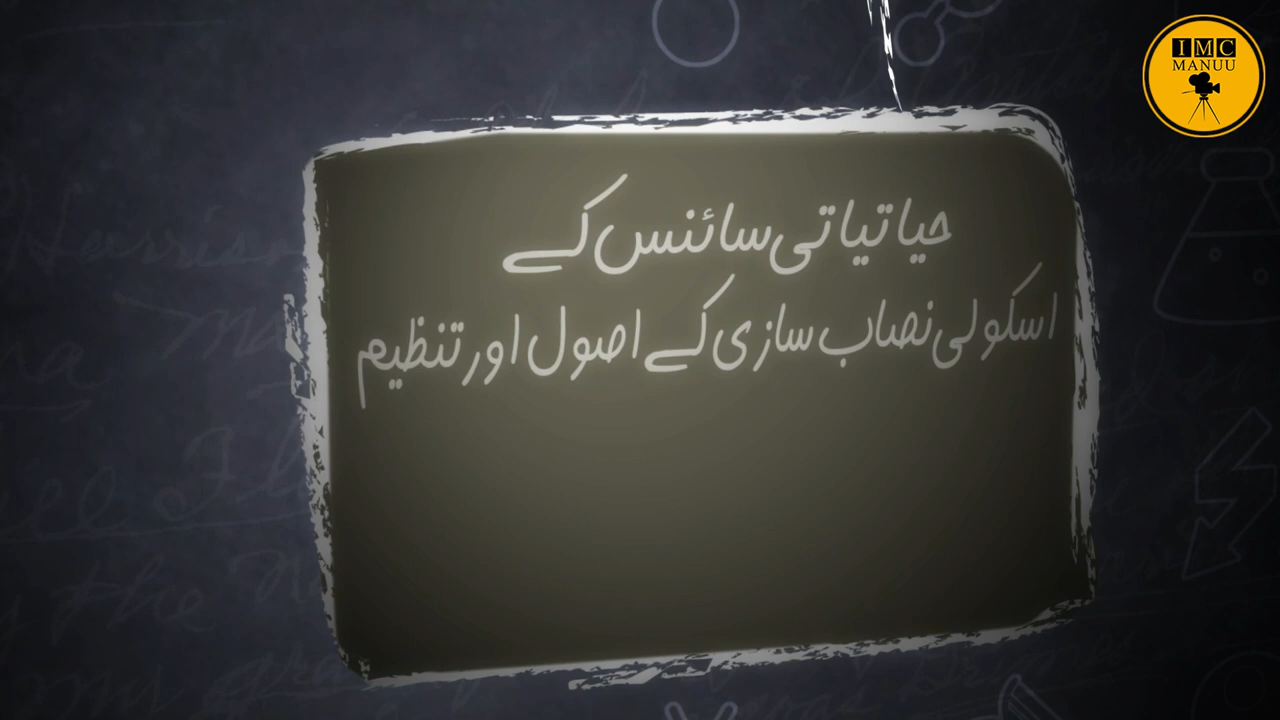 IMC
MANUU
حیاتیاتی سائنس کے
اسکولی نصاب سازی کے اصول اور تنظیم